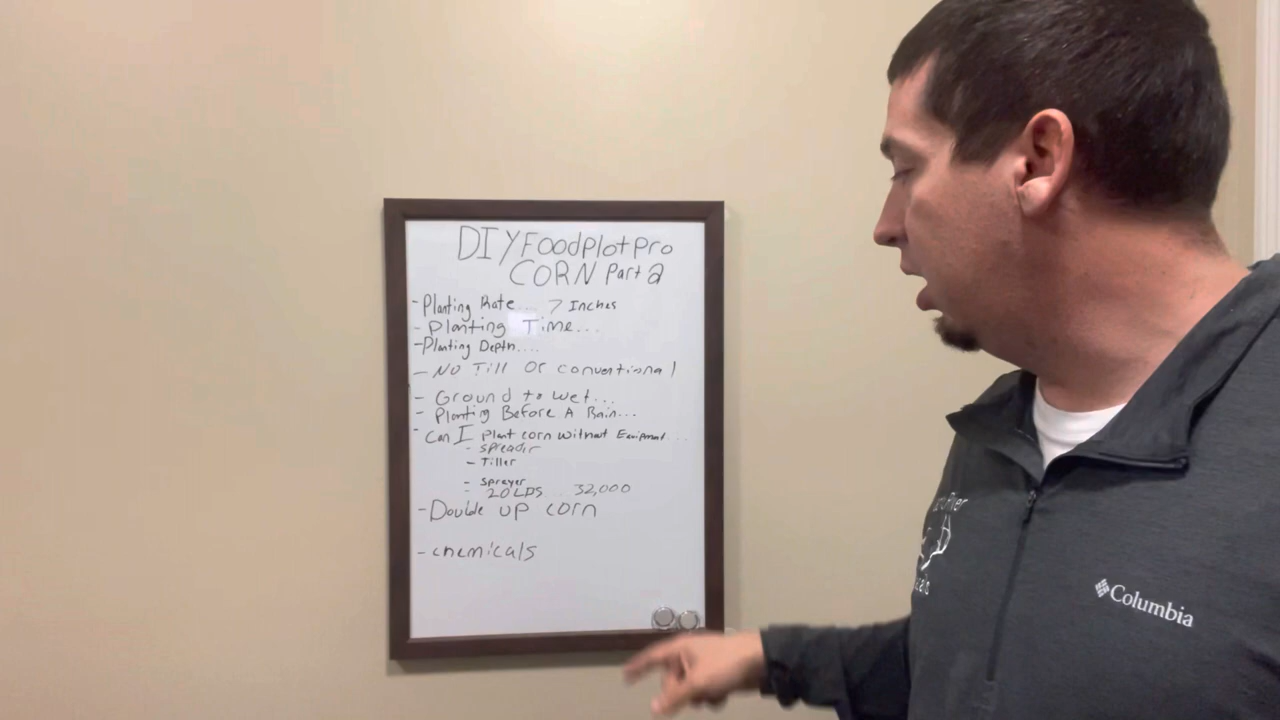 DIYFoodplotpro
CORN Part 2
- Planting Rate.... 7 Inches
- Planting Time...
- Planting Depth....
- No Till Or conventional
- Ground to wet...
- Planting Before A Rain...
- Can I plant corn without Equipment....
- spreader
- Tiller
- sprayer
- 20 LDS.... 32,000
- Double up corn
- chemicals
Columbia